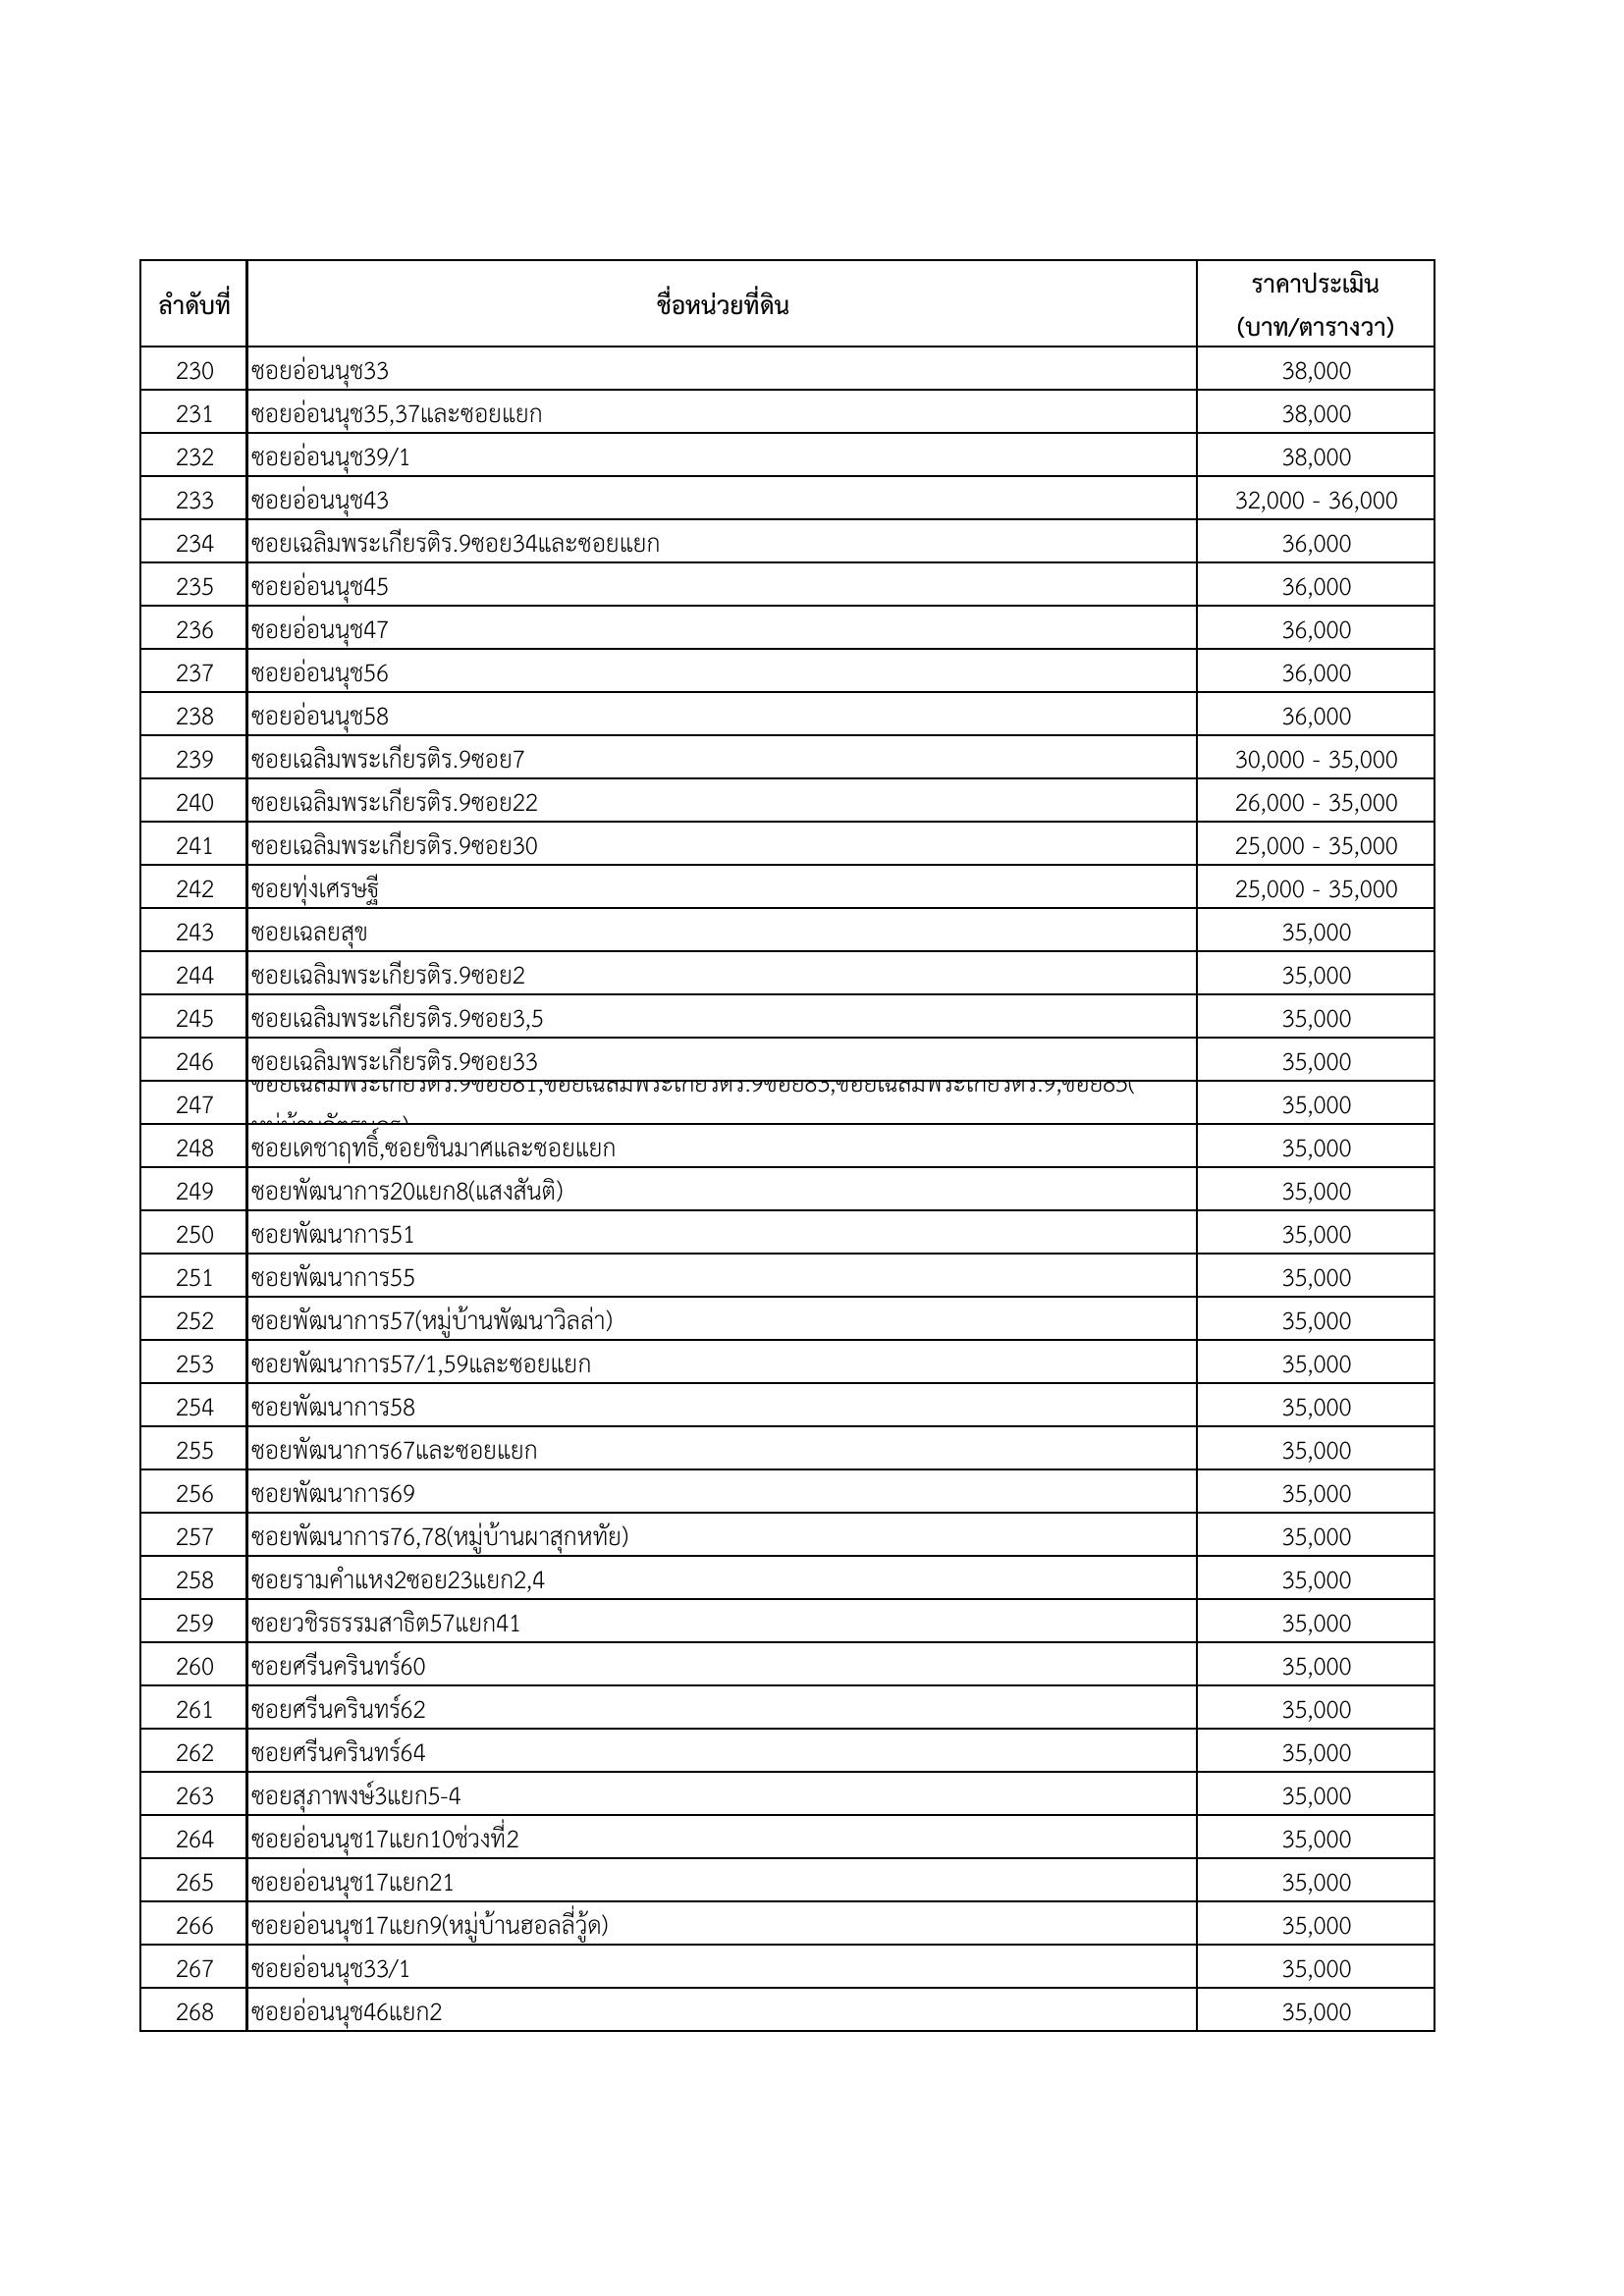 ลำดับที่ ชื่อหน่วยที่ดิน ราคาประเมิน
(บาท/ตารางวา)
230 ซอยอ่อนนุช33 38,000
231 ซอยอ่อนนุช35,37และซอยแยก 38,000
232 ซอยอ่อนนุช39/1 38,000
233 ซอยอ่อนนุช43 32,000 - 36,000
234 ซอยเฉลิมพระเกียรติร.9ซอย34และซอยแยก 36,000
235 ซอยอ่อนนุช45 36,000
236 ซอยอ่อนนุช47 36,000
237 ซอยอ่อนนุช56 36,000
238 ซอยอ่อนนุช58 36,000
239 ซอยเฉลิมพระเกียรติร.9ซอย7 30,000 - 35,000
240 ซอยเฉลิมพระเกียรติร.9ซอย22 26,000 - 35,000
241 ซอยเฉลิมพระเกียรติร.9ซอย30 25,000 - 35,000
242 ซอยทุ่งเศรษฐี 25,000 - 35,000
243 ซอยเฉลยสุข 35,000
244 ซอยเฉลิมพระเกียรติร.9ซอย2 35,000
245 ซอยเฉลิมพระเกียรติร.9ซอย3,5 35,000
246 ซอยเฉลิมพระเกียรติร.9ซอย33 35,000
247 ซอยเฉลิมพระเกียรติร.9ซอย81,ซอยเฉลิมพระเกียรติร.9ซอย83,ซอยเฉลิมพระเกียรติร.9,ซอย85( 35,000
248 ซอยเดชาฤทธิ์,ซอยชินมาศและซอยแยก 35,000
249 ซอยพัฒนาการ20แยก8(แสงสันติ) 35,000
250 ซอยพัฒนาการ51 35,000
251 ซอยพัฒนาการ55 35,000
252 ซอยพัฒนาการ57(หมู่บ้านพัฒนาวิลล่า) 35,000
253 ซอยพัฒนาการ57/1,59และซอยแยก 35,000
254 ซอยพัฒนาการ58 35,000
255 ซอยพัฒนาการ67และซอยแยก 35,000
256 ซอยพัฒนาการ69 35,000
257 ซอยพัฒนาการ76,78(หมู่บ้านผาสุกหทัย) 35,000
258 ซอยรามคำแหง2ซอย23แยก2,4 35,000
259 ซอยวชิรธรรมสาธิต57แยก41 35,000
260 ซอยศรีนครินทร์60 35,000
261 ซอยศรีนครินทร์62 35,000
262 ซอยศรีนครินทร์64 35,000
263 ซอยสุภาพงษ์3แยก5-4 35,000
264 ซอยอ่อนนุช17แยก10ช่วงที่2 35,000
265 ซอยอ่อนนุช17แยก21 35,000
266 ซอยอ่อนนุช17แยก9(หมู่บ้านฮอลลี่วู้ด) 35,000
267 ซอยอ่อนนุช33/1 35,000
268 ซอยอ่อนนุช46แยก2 35,000